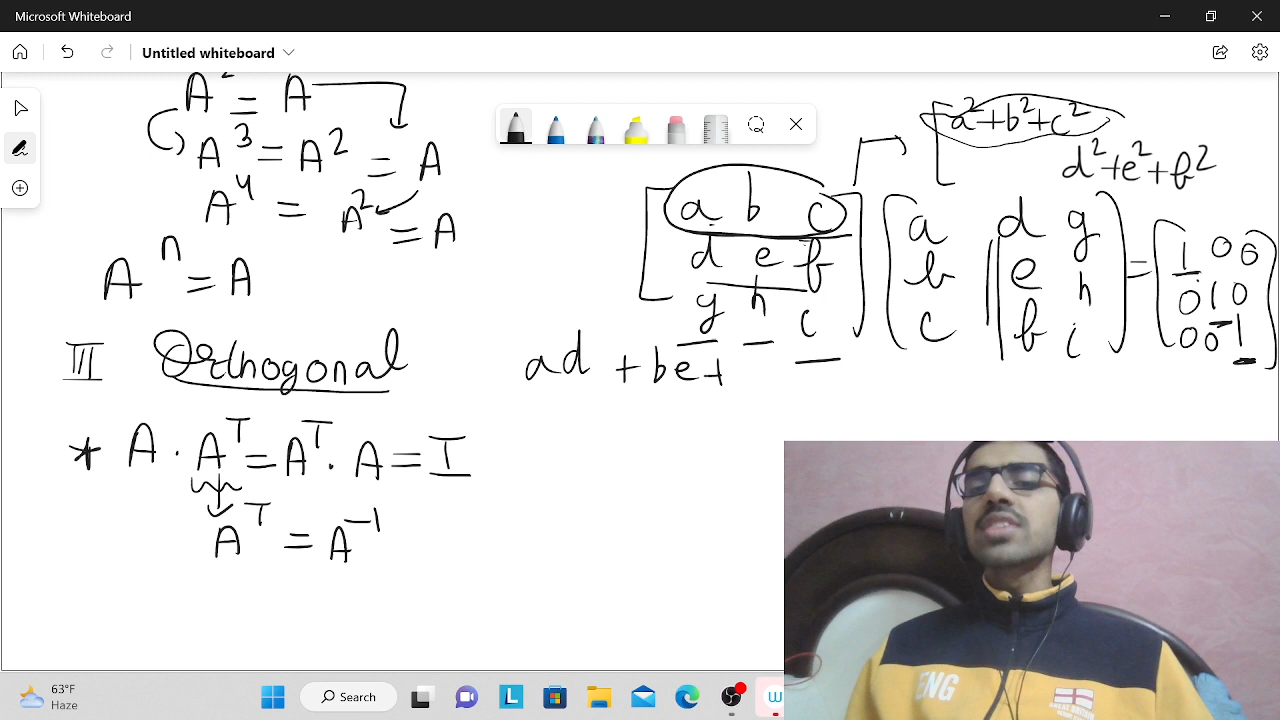 Microsoft Whiteboard
Untitled whiteboard
A² = A
A³ = A² = A
A⁴ = A² = A
Aⁿ = A
III Orthogonal
* A · Aᵀ = Aᵀ · A = I
Aᵀ = A⁻¹
a² + b² + c²
d² + e² + f²
a b c
d e f
g h i
a d g
b e h
c f i
=
1 0 0
0 1 0
0 0 1
ad + be +
ENG
63°F
Haze
Search